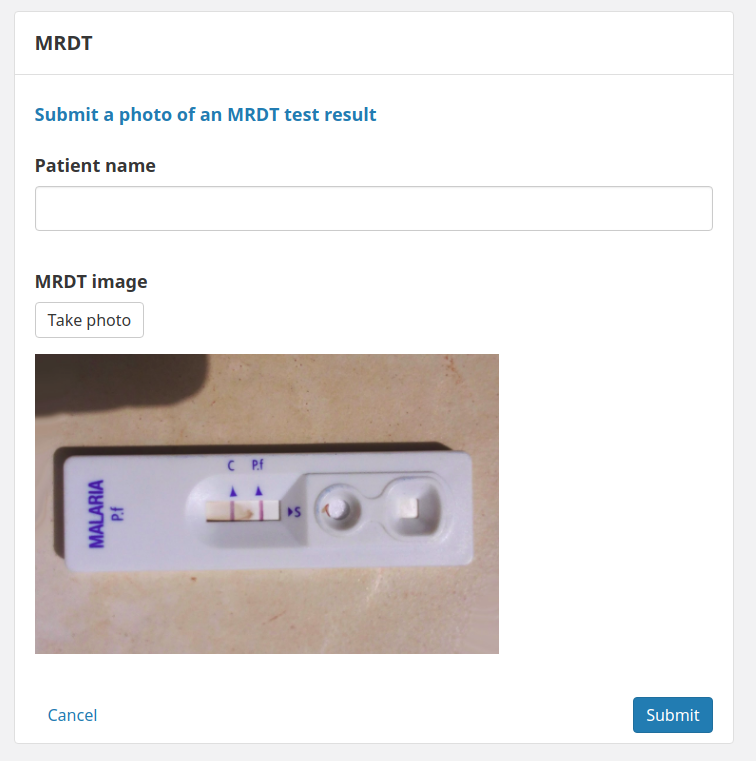 MRDT
Submit a photo of an MRDT test result
Patient name
MRDT image
Take photo
C P.f
MALARIA
P.f
S
Cancel
Submit